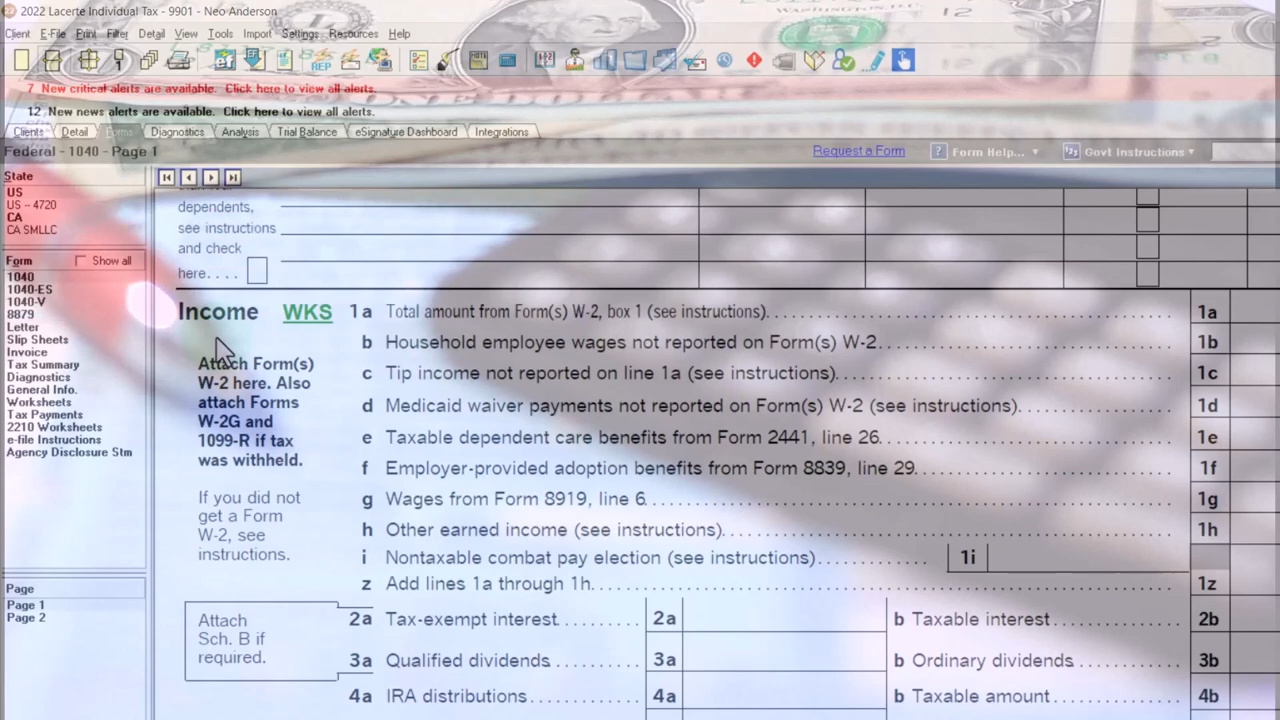 2022 Lacerte Individual Tax - 9901 - Neo Anderson
Client E-File Print Filter Detail View Tools Import Settings Resources Help
7 New critical alerts are available. Click here to view all alerts.
12 New news alerts are available. Click here to view all alerts.
Clients Detail Forms Diagnostics Analysis Trial Balance eSignature Dashboard Integrations
Federal - 1040 - Page 1 Request a Form Form Help... Govt Instructions
State
US
US -- 4720
CA
CA SMLLC
Form Show all
1040
1040-ES
1040-V
8879
Letter
Slip Sheets
Invoice
Tax Summary
Diagnostics
General Info.
Worksheets
Tax Payments
2210 Worksheets
e-file Instructions
Agency Disclosure Stm
Page
Page 1
Page 2
dependents,
see instructions
and check
here. . . .
Income WKS 1a Total amount from Form(s) W-2, box 1 (see instructions). 1a
b Household employee wages not reported on Form(s) W-2. 1b
c Tip income not reported on line 1a (see instructions). 1c
d Medicaid waiver payments not reported on Form(s) W-2 (see instructions). 1d
e Taxable dependent care benefits from Form 2441, line 26. 1e
f Employer-provided adoption benefits from Form 8839, line 29. 1f
g Wages from Form 8919, line 6. 1g
h Other earned income (see instructions). 1h
i Nontaxable combat pay election (see instructions). 1i
z Add lines 1a through 1h. 1z
Attach Form(s)
W-2 here. Also
attach Forms
W-2G and
1099-R if tax
was withheld.
If you did not
get a Form
W-2, see
instructions.
Attach
Sch. B if
required.
2a Tax-exempt interest. 2a b Taxable interest 2b
3a Qualified dividends 3a b Ordinary dividends 3b
4a IRA distributions 4a b Taxable amount 4b